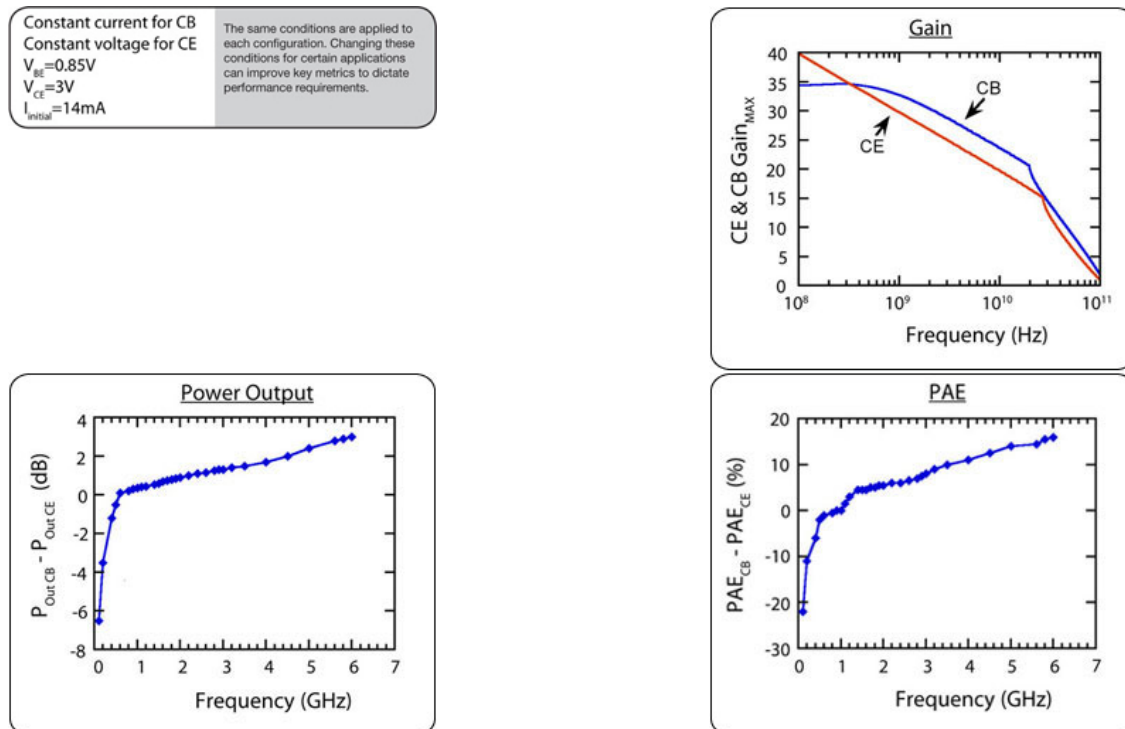 Constant current for CB
Constant voltage for CE
V_BE=0.85V
V_CE=3V
I_initial=14mA
The same conditions are applied to
each configuration. Changing these
conditions for certain applications
can improve key metrics to dictate
performance requirements.
Gain
CE & CB Gain_MAX
40
35
30
25
20
15
10
5
0
CB
CE
10^8
10^9
10^10
10^11
Frequency (Hz)
Power Output
P_Out CB - P_Out CE (dB)
4
2
0
-2
-4
-6
-8
0 1 2 3 4 5 6 7
Frequency (GHz)
PAE
PAE_CB - PAE_CE (%)
20
10
0
-10
-20
-30
0 1 2 3 4 5 6 7
Frequency (GHz)